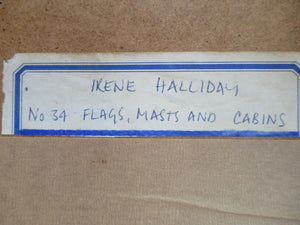 IRENE HALLIDAY
No 34 FLAGS, MASTS AND CABINS